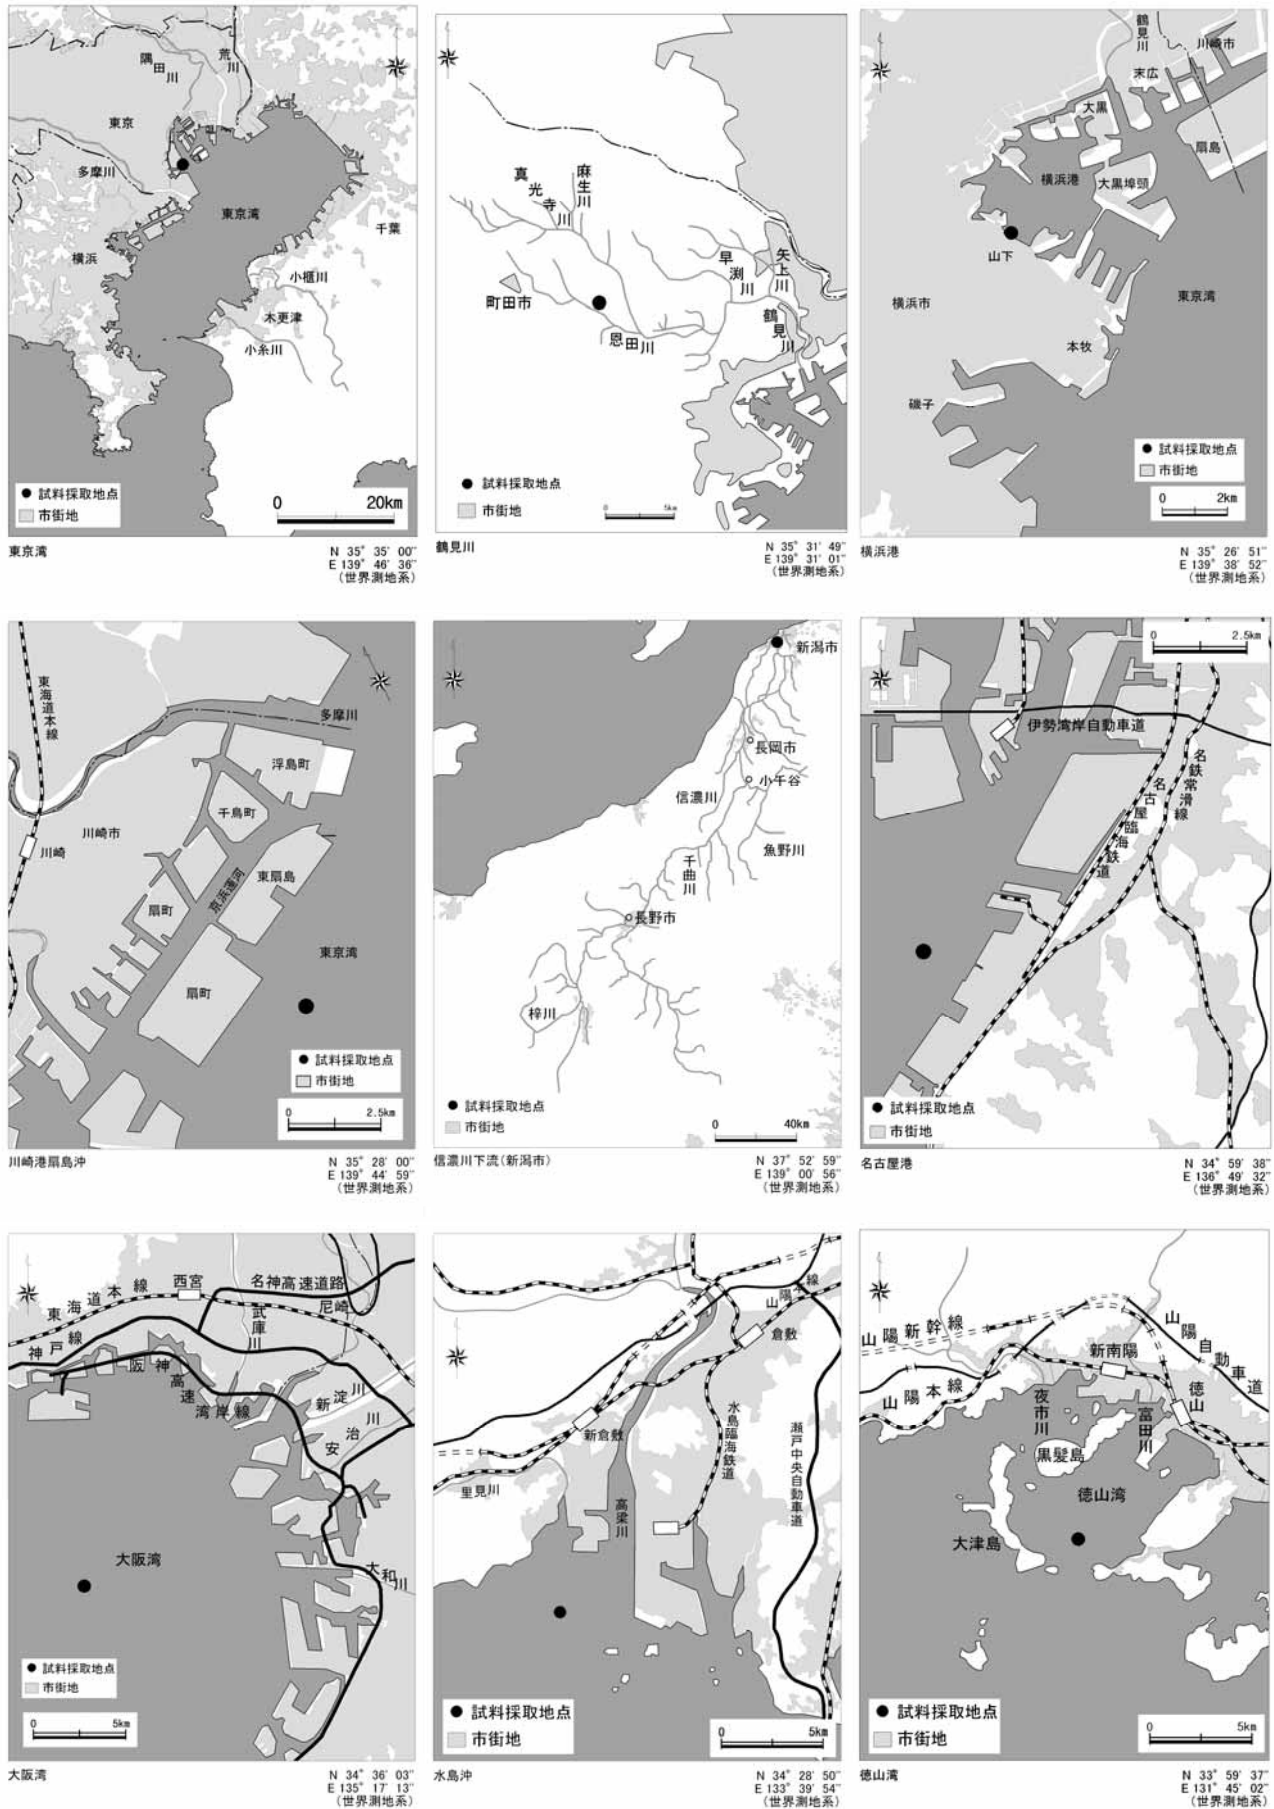 隅田川
荒川
東京
多摩川
東京湾
千葉
横浜
小櫃川
木更津
小糸川
● 試料採取地点
市街地
0 20km
東京湾
N 35° 35′ 00″
E 139° 46′ 36″
(世界測地系)
真光寺川
麻生川
早渕川
矢上川
町田市
恩田川
鶴見川
● 試料採取地点
市街地
0 5km
鶴見川
N 35° 31′ 49″
E 139° 31′ 01″
(世界測地系)
鶴見川
川崎市
末広
大黒
扇島
横浜港
大黒埠頭
山下
横浜市
東京湾
本牧
磯子
● 試料採取地点
市街地
0 2km
横浜港
N 35° 26′ 51″
E 139° 38′ 52″
(世界測地系)
東海道本線
多摩川
浮島町
千鳥町
川崎市
川崎
東扇島
京浜運河
扇町
東京湾
扇町
● 試料採取地点
市街地
0 2.5km
川崎港扇島沖
N 35° 28′ 00″
E 139° 44′ 59″
(世界測地系)
新潟市
長岡市
小千谷
信濃川
魚野川
千曲川
長野市
梓川
● 試料採取地点
市街地
0 40km
信濃川下流(新潟市)
N 37° 52′ 59″
E 139° 00′ 56″
(世界測地系)
0 2.5km
伊勢湾岸自動車道
名鉄常滑線
名古屋臨海鉄道
● 試料採取地点
市街地
名古屋港
N 34° 59′ 38″
E 136° 49′ 32″
(世界測地系)
東海道本線
西宮
名神高速道路
尼崎
武庫川
神戸線
阪神高速湾岸線
新淀川
安治川
大阪湾
大和川
● 試料採取地点
市街地
0 5km
大阪湾
N 34° 36′ 03″
E 135° 17′ 13″
(世界測地系)
山陽本線
倉敷
新倉敷
水島臨海鉄道
瀬戸中央自動車道
里見川
高梁川
● 試料採取地点
市街地
0 5km
水島沖
N 34° 28′ 50″
E 133° 39′ 54″
(世界測地系)
山陽新幹線
山陽自動車道
新南陽
山陽本線
夜市川
富田川
徳山
黒髪島
徳山湾
大津島
● 試料採取地点
市街地
0 5km
徳山湾
N 33° 59′ 37″
E 131° 45′ 02″
(世界測地系)